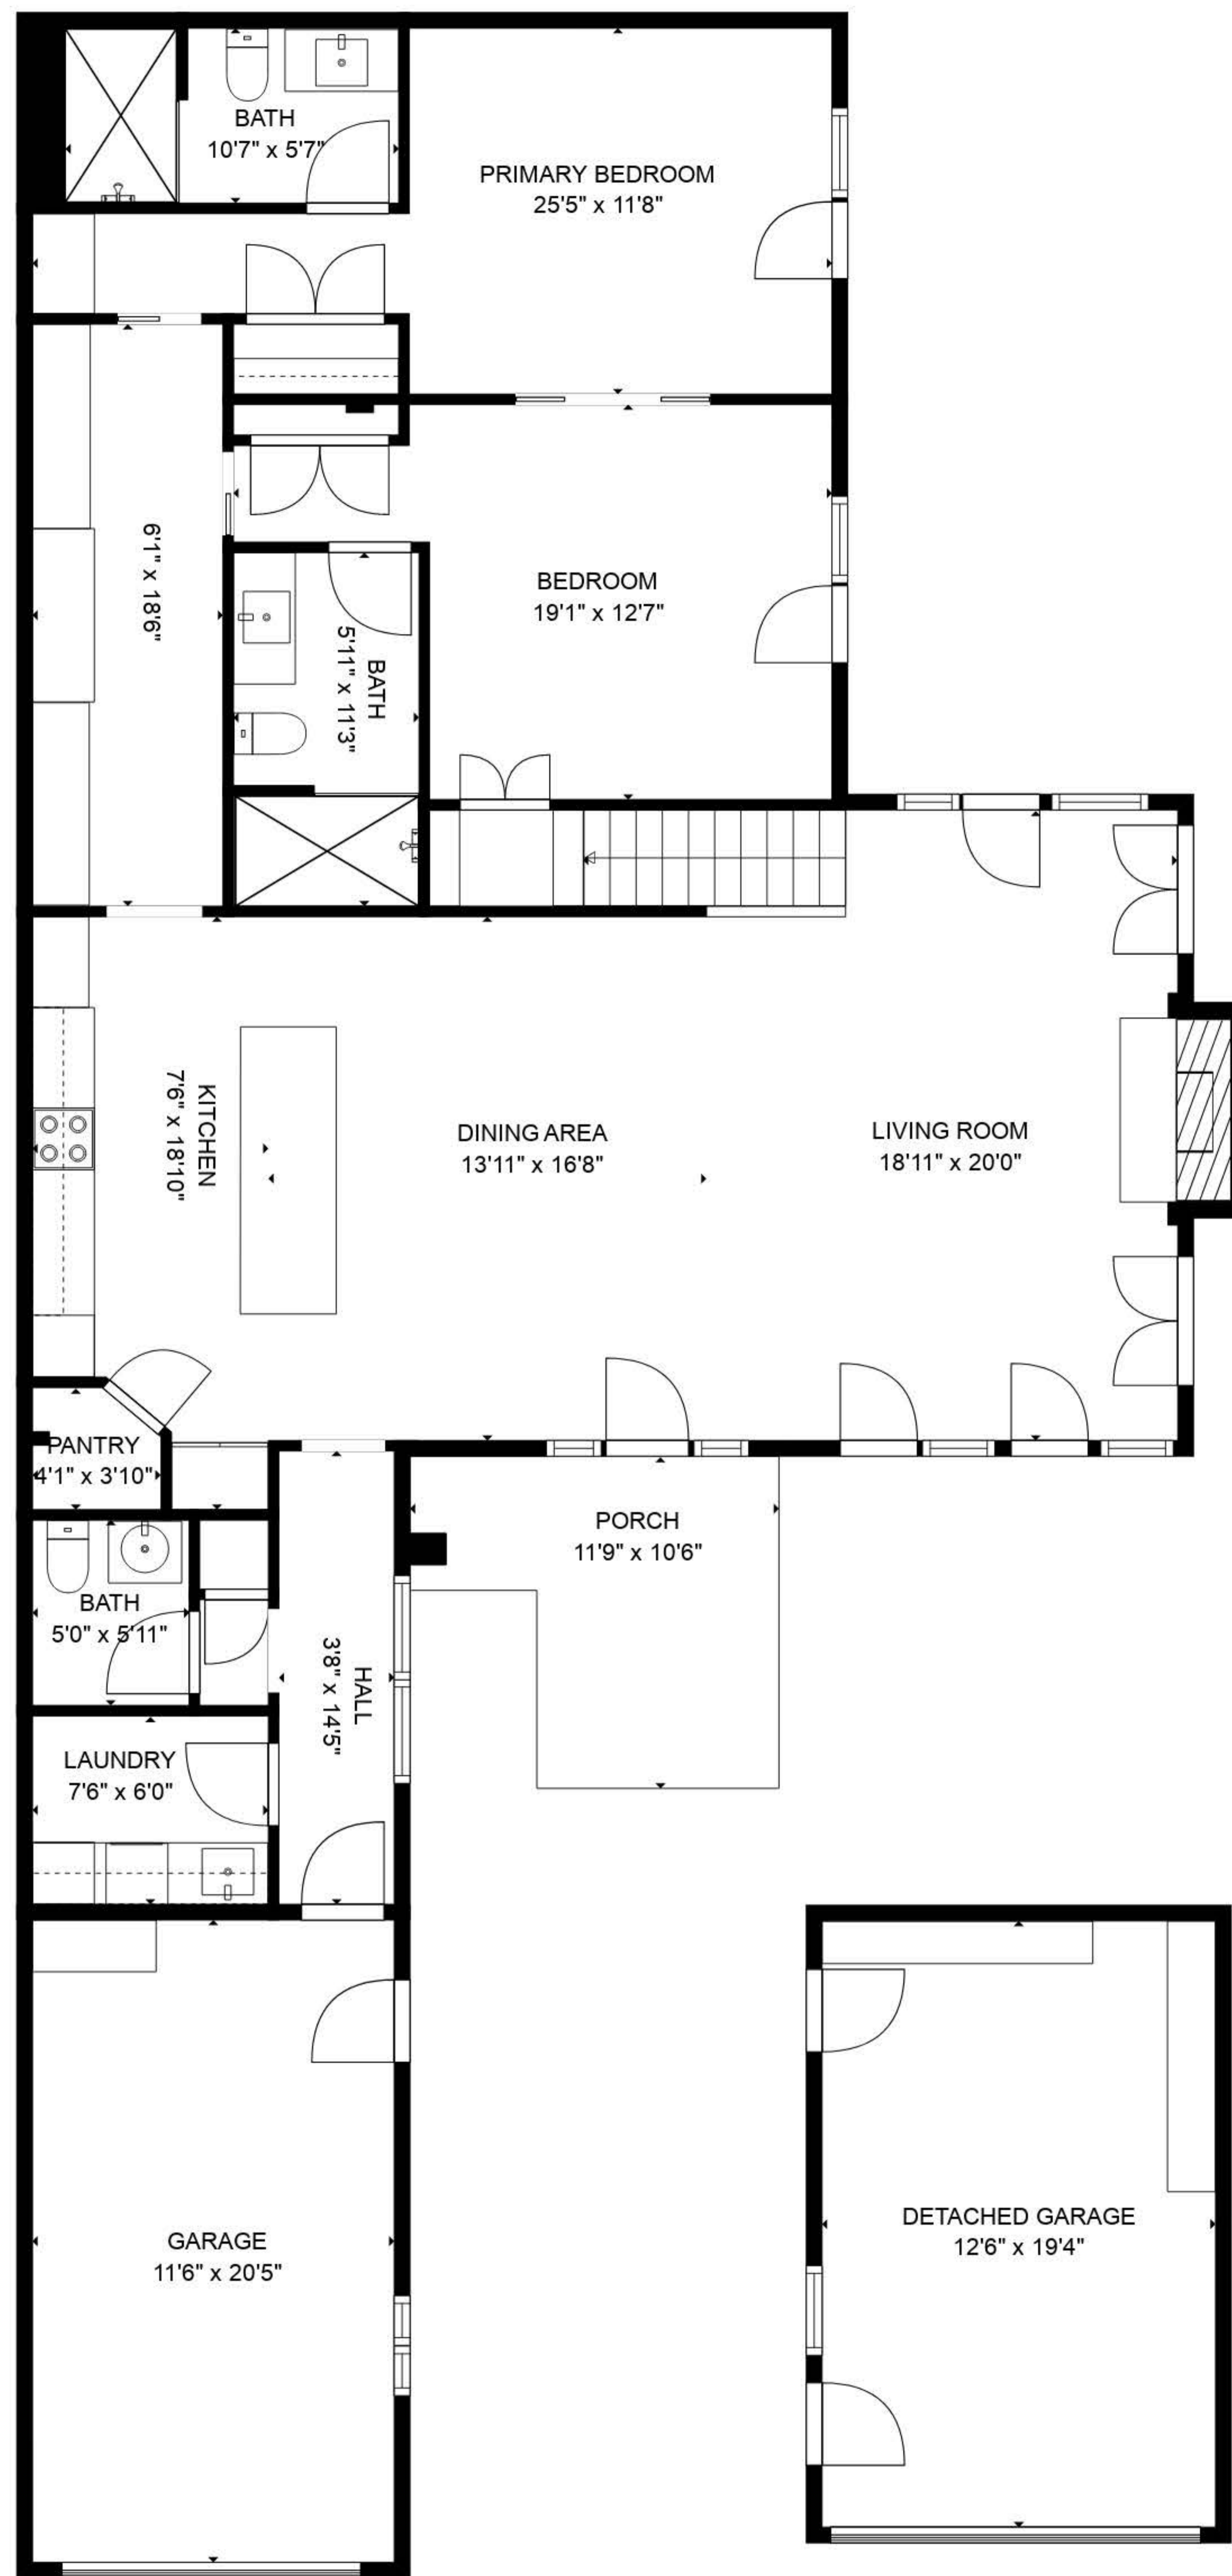 BATH
10'7" x 5'7"
PRIMARY BEDROOM
25'5" x 11'8"
6'1" x 18'6"
BEDROOM
19'1" x 12'7"
BATH
5'11" x 11'3"
KITCHEN
7'6" x 18'10"
DINING AREA
13'11" x 16'8"
LIVING ROOM
18'11" x 20'0"
PANTRY
4'1" x 3'10"
PORCH
11'9" x 10'6"
BATH
5'0" x 5'11"
HALL
3'8" x 14'5"
LAUNDRY
7'6" x 6'0"
GARAGE
11'6" x 20'5"
DETACHED GARAGE
12'6" x 19'4"